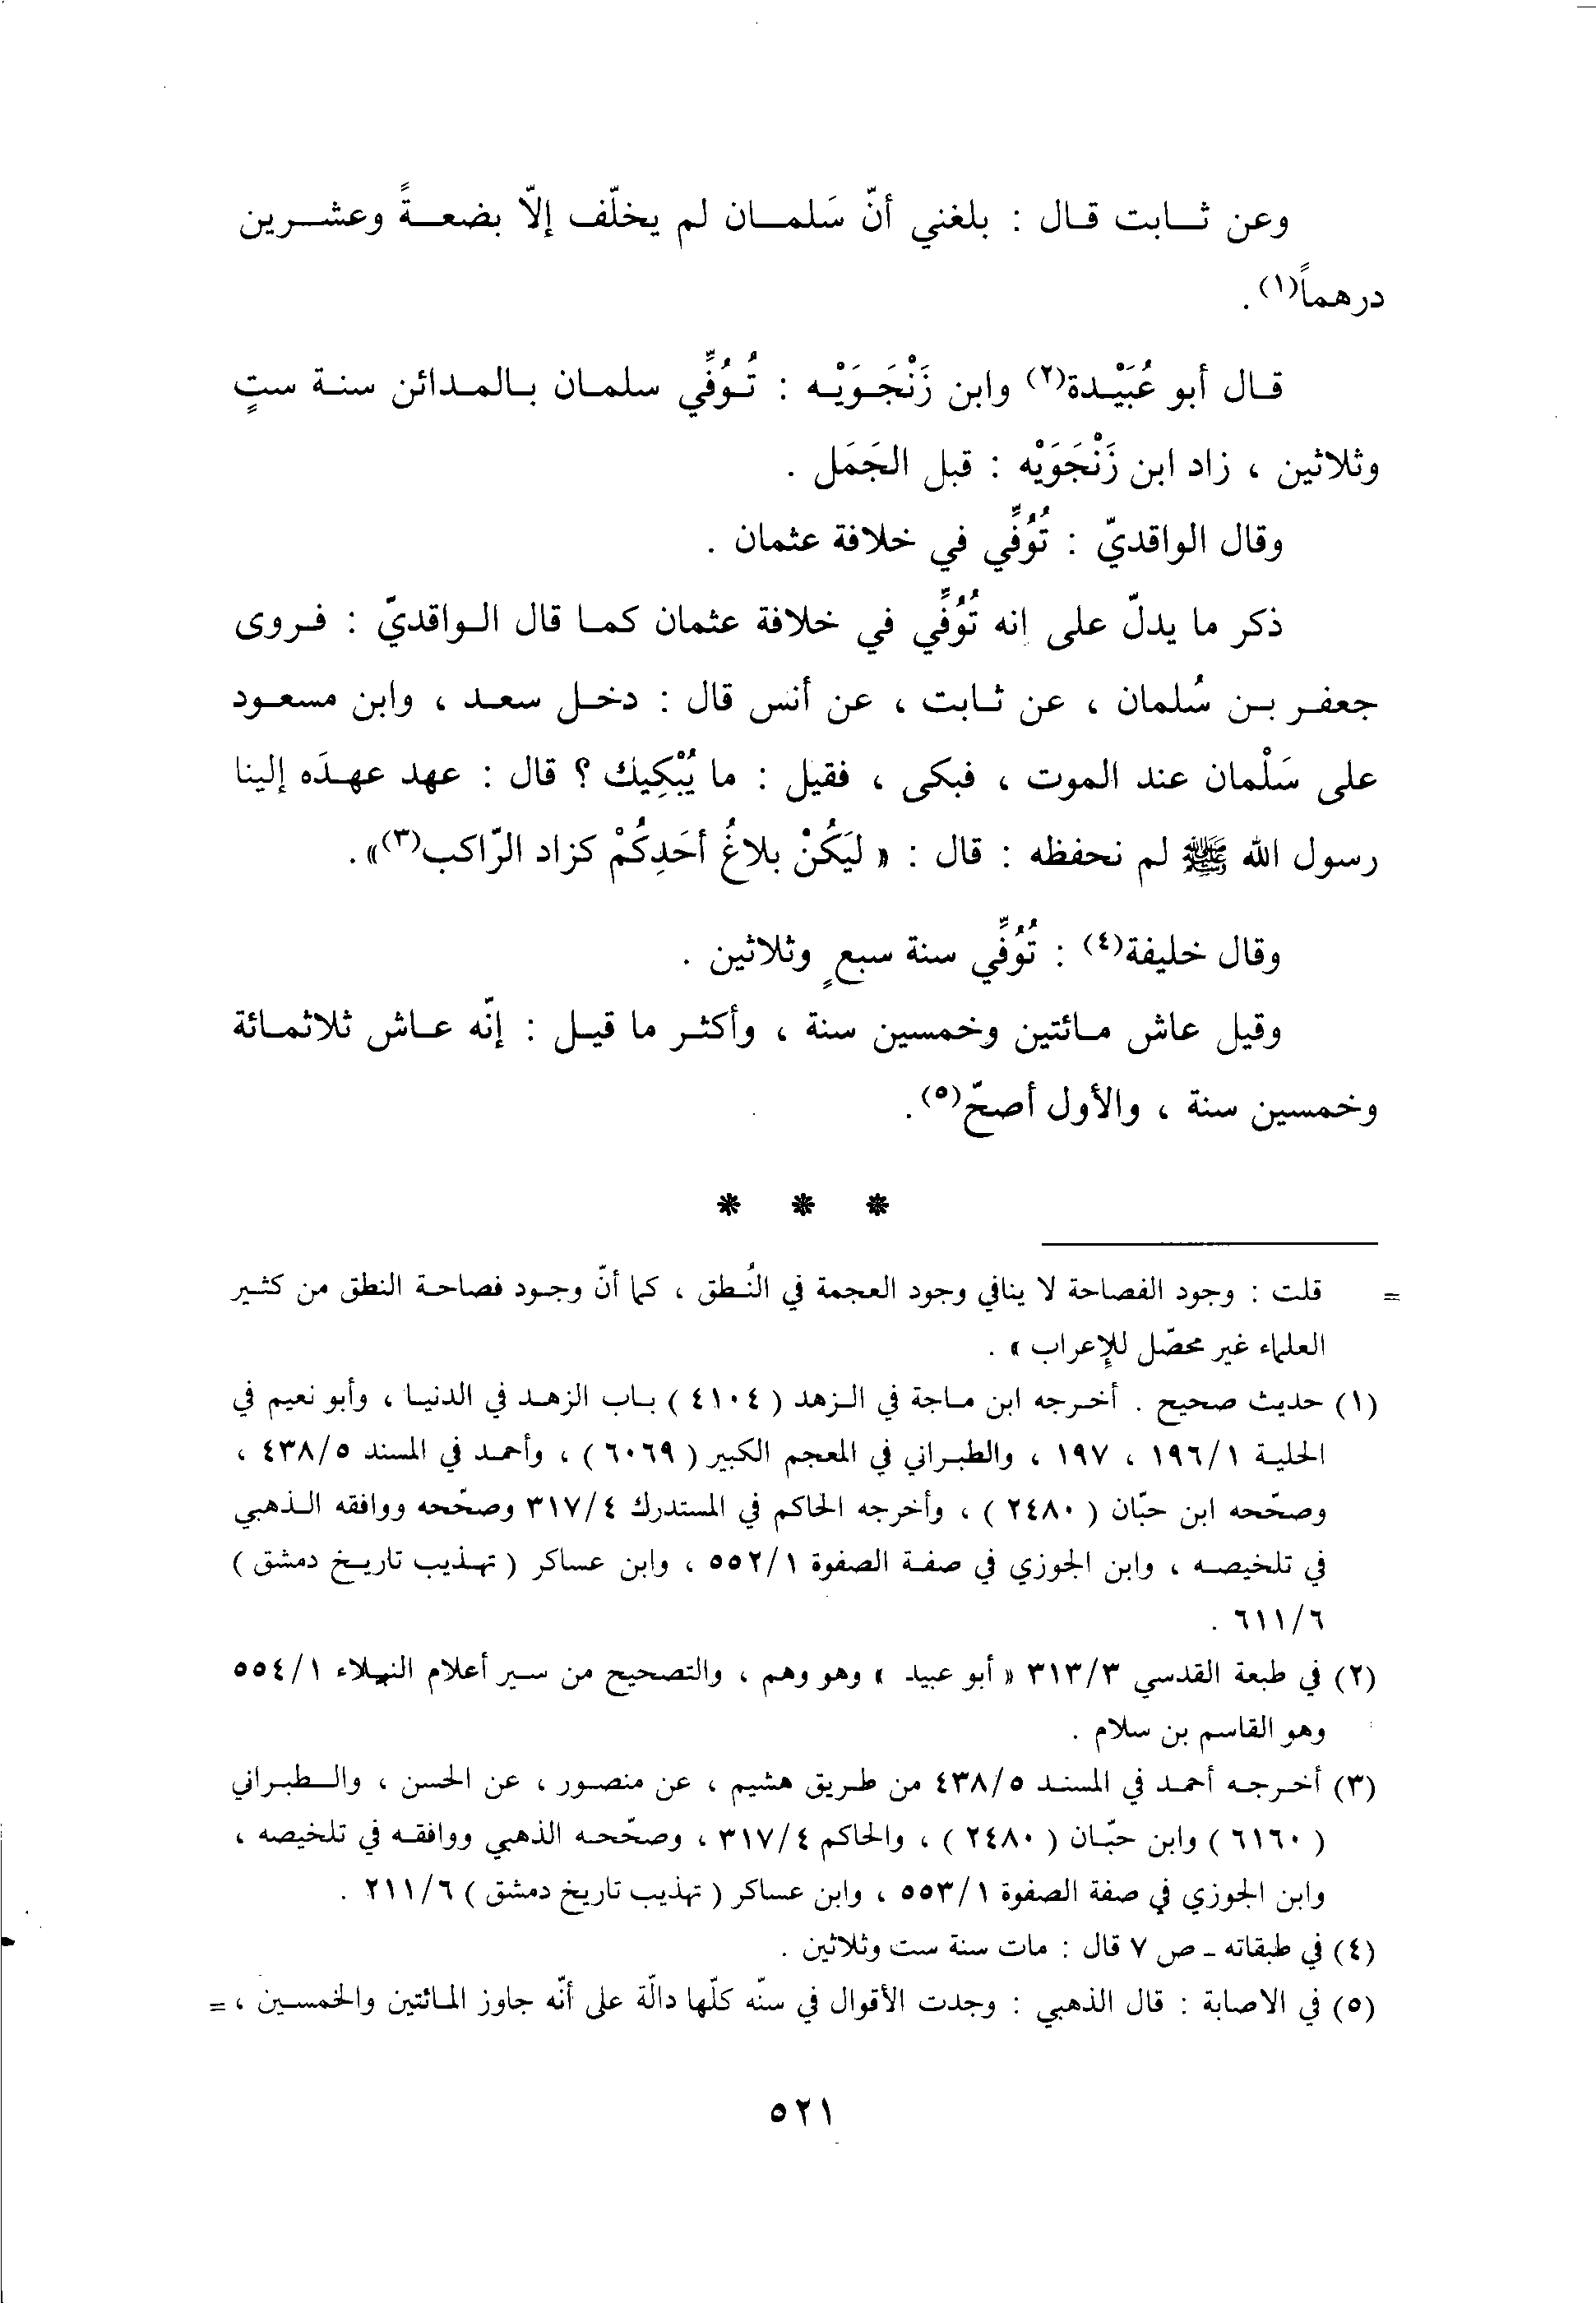 وعن ثابت قال : بلغني أنّ سَلمان لم يخلّف إلّا بضعةً وعشرين
درهماً(١) .
قال أبو عُبَيْدة(٢) وابن زَنْجَوَيْه : تُوُفِّي سلمان بالمدائن سنة ستٍ
وثلاثين ، زاد ابن زَنْجَوَيْه : قبل الجَمَل .
وقال الواقديّ : تُوُفِّي في خلافة عثمان .
ذكر ما يدلّ على إنه تُوُفِّي في خلافة عثمان كما قال الواقديّ : فروى
جعفر بن سُلمان ، عن ثابت ، عن أنس قال : دخل سعد ، وابن مسعود
على سَلْمان عند الموت ، فبكى ، فقيل : ما يُبْكِيك ؟ قال : عهد عهدَه إلينا
رسول الله ﷺ لم نحفظه : قال : « ليَكُنْ بلاغُ أحَدِكُمْ كزاد الرّاكب(٣)» .
وقال خليفة(٤) : تُوُفِّي سنة سبعٍ وثلاثين .
وقيل عاش مائتين وخمسين سنة ، وأكثر ما قيل : إنّه عاش ثلاثمائة
وخمسين سنة ، والأول أصحّ(٥) .
* * *
= قلت : وجود الفصاحة لا ينافي وجود العجمة في النُطق ، كما أنّ وجود فصاحة النطق من كثير
العلماء غير محصّل للإعراب » .
(١) حديث صحيح . أخرجه ابن ماجة في الزهد ( ٤١٠٤ ) باب الزهد في الدنيا ، وأبو نعيم في
الحلية ١٩٦/١ ، ١٩٧ ، والطبراني في المعجم الكبير ( ٦٠٦٩ ) ، وأحمد في المسند ٤٣٨/٥ ،
وصحّحه ابن حبّان ( ٢٤٨٠ ) ، وأخرجه الحاكم في المستدرك ٣١٧/٤ وصحّحه ووافقه الذهبي
في تلخيصه ، وابن الجوزي في صفة الصفوة ٥٥٢/١ ، وابن عساكر ( تهذيب تاريخ دمشق )
٦١١/٦ .
(٢) في طبعة القدسي ٣١٣/٣ « أبو عبيد » وهو وهم ، والتصحيح من سير أعلام النبلاء ٥٥٤/١
وهو القاسم بن سلام .
(٣) أخرجه أحمد في المسند ٤٣٨/٥ من طريق هشيم ، عن منصور ، عن الحسن ، والطبراني
( ٦١٦٠ ) وابن حبّان ( ٢٤٨٠ ) ، والحاكم ٣١٧/٤ ، وصحّحه الذهبي ووافقه في تلخيصه ،
وابن الجوزي في صفة الصفوة ٥٥٣/١ ، وابن عساكر ( تهذيب تاريخ دمشق ) ٢١١/٦ .
(٤) في طبقاته - ص ٧ قال : مات سنة ست وثلاثين .
(٥) في الاصابة : قال الذهبي : وجدت الأقوال في سنّه كلّها دالّة على أنّه جاوز المائتين والخمسين ، =
٥٢١